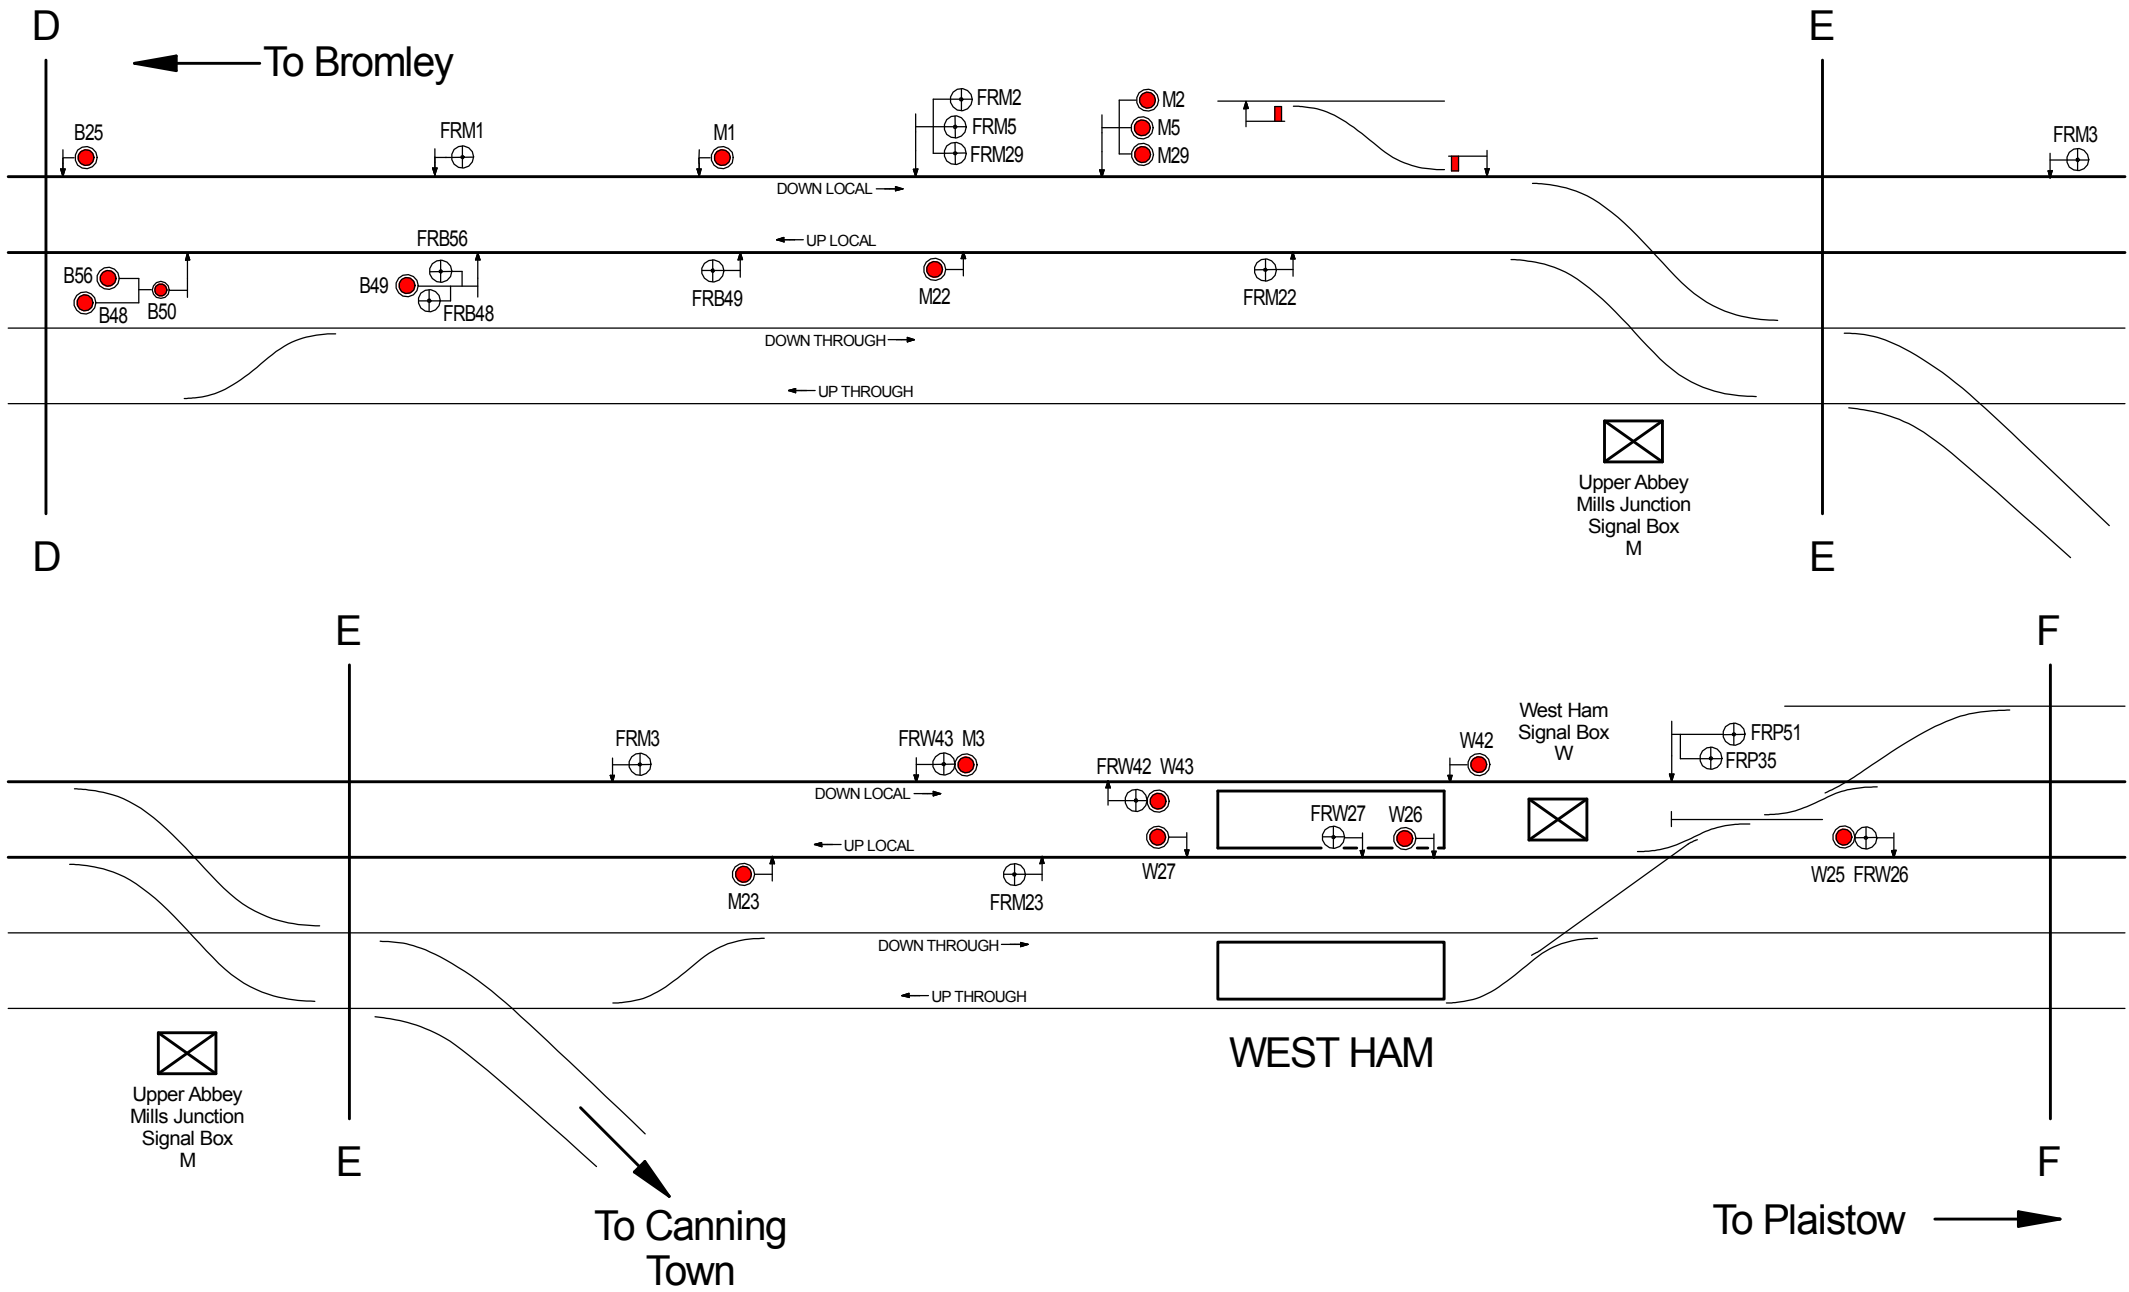 D
E
To Bromley
B25
FRM1
M1
FRM2
FRM5
FRM29
M2
M5
M29
FRM3
DOWN LOCAL
UP LOCAL
FRB56
B56
B48
B50
B49
FRB48
FRB49
M22
FRM22
DOWN THROUGH
UP THROUGH
Upper Abbey
Mills Junction
Signal Box
M
D
E
E
F
FRM3
FRW43 M3
FRW42 W43
W42
West Ham
Signal Box
W
FRP51
FRP35
DOWN LOCAL
FRW27
W26
UP LOCAL
M23
FRM23
W27
W25 FRW26
DOWN THROUGH
UP THROUGH
WEST HAM
Upper Abbey
Mills Junction
Signal Box
M
E
F
To Canning
Town
To Plaistow